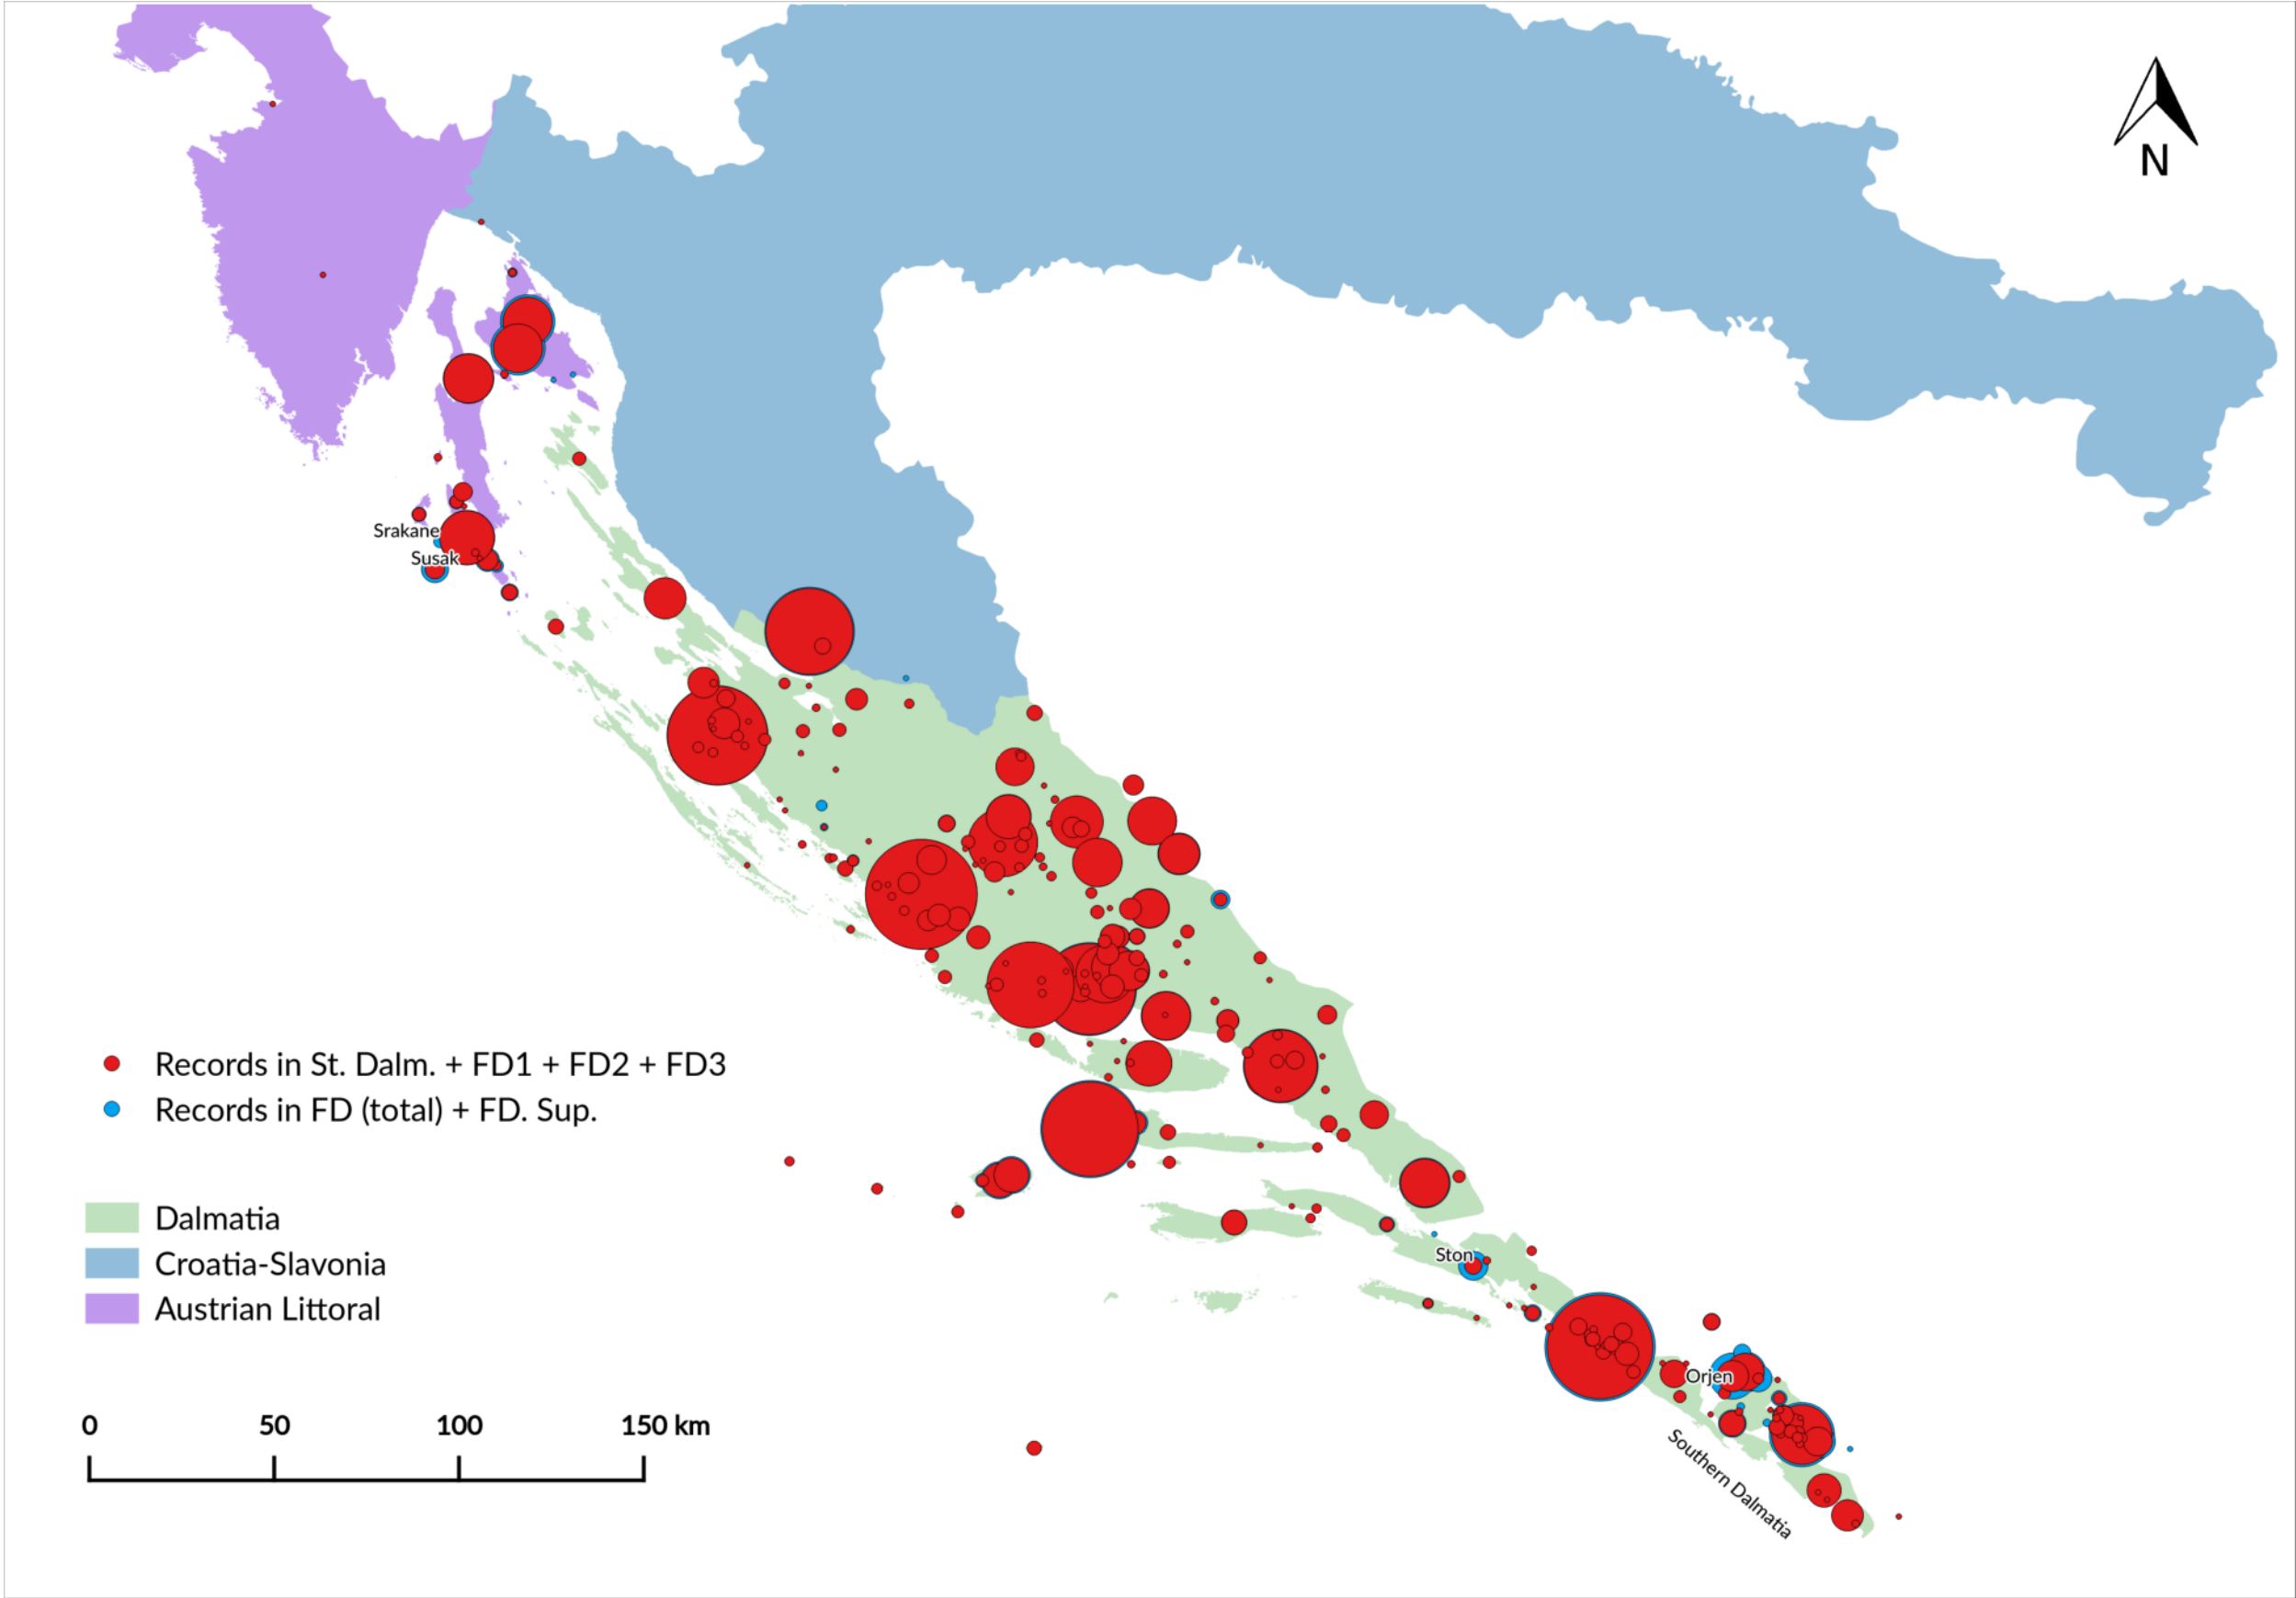 N
Srakane
Susak
Records in St. Dalm. + FD1 + FD2 + FD3
Records in FD (total) + FD. Sup.
Dalmatia
Croatia-Slavonia
Austrian Littoral
Ston
Orjen
Southern Dalmatia
0 50 100 150 km